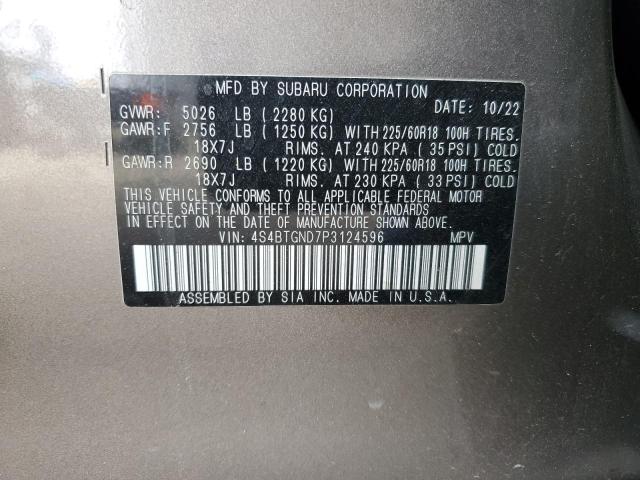 MFD BY SUBARU CORPORATION
GVWR: 5026 LB (2280 KG) DATE: 10/22
GAWR:F 2756 LB (1250 KG) WITH 225/60R18 100H TIRES.
18X7J RIMS. AT 240 KPA (35 PSI) COLD
GAWR:R 2690 LB (1220 KG) WITH 225/60R18 100H TIRES.
18X7J RIMS. AT 230 KPA (33 PSI) COLD
THIS VEHICLE CONFORMS TO ALL APPLICABLE FEDERAL MOTOR
VEHICLE SAFETY AND THEFT PREVENTION STANDARDS
IN EFFECT ON THE DATE OF MANUFACTURE SHOWN ABOVE.
VIN: 4S4BTGND7P3124596 MPV
ASSEMBLED BY SIA INC. MADE IN U.S.A.